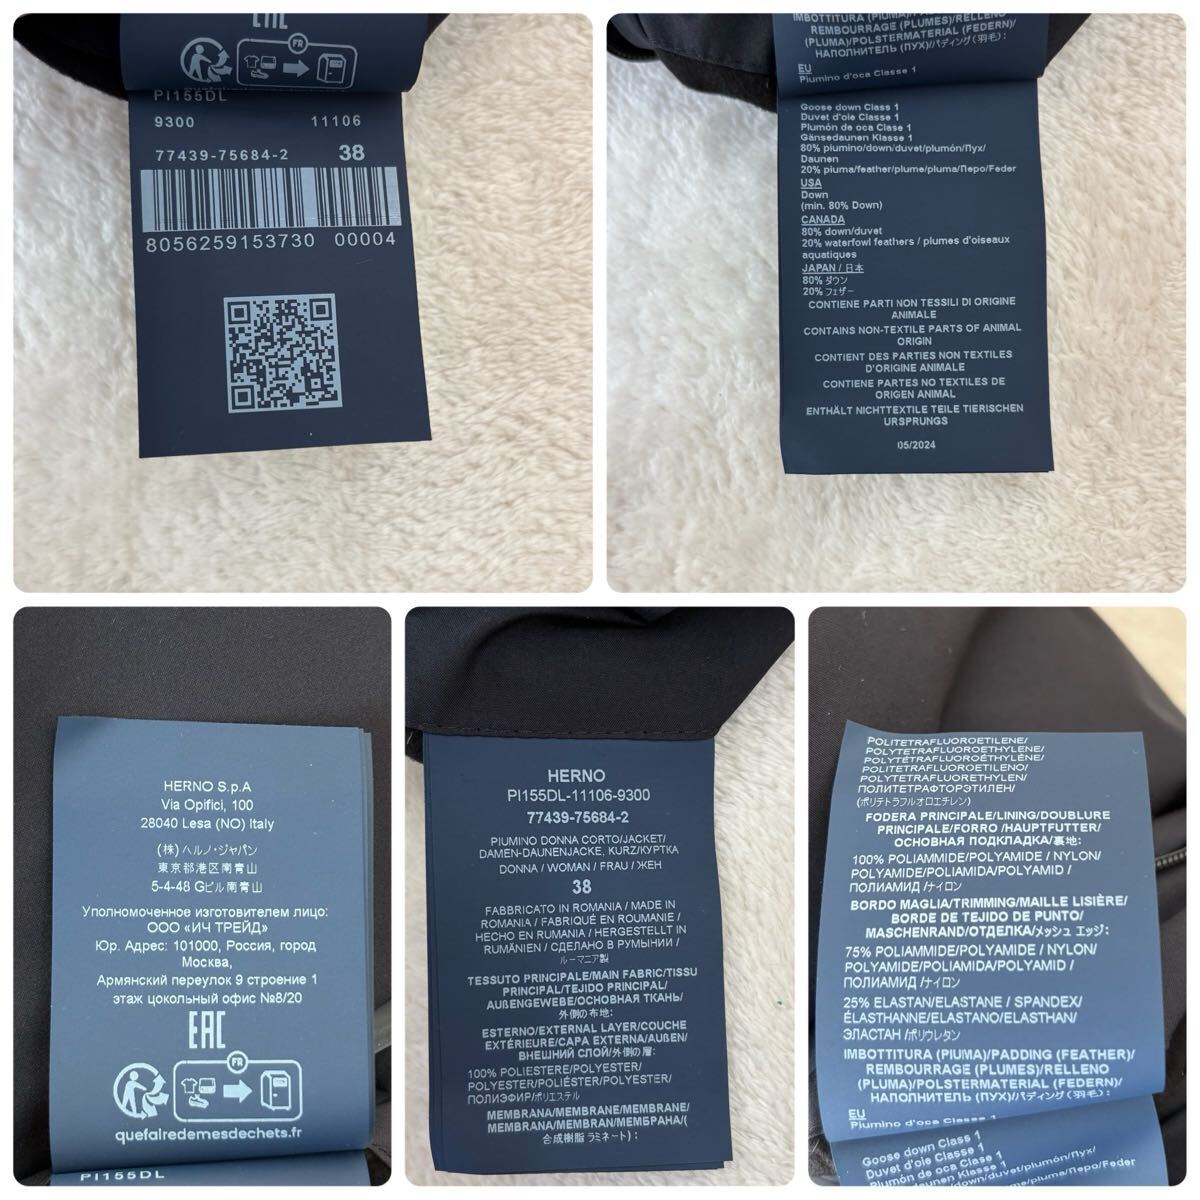 EAC
FR
PI155DL
9300 11106
77439-75684-2 38
8056259153730 00004
IMBOTTITURA (PIUMA)/PADDING (FEATHER)/
REMBOURRAGE (PLUMES)/RELLENO
(PLUMA)/POLSTERMATERIAL (FEDERN)/
НАПОЛНИТЕЛЬ (ПУХ)/パディング(羽毛):
EU
Piumino d'oca Classe 1
Goose down Class 1
Duvet d'oie Classe 1
Plumón de oca Class 1
Gänsedaunen Klasse 1
80% piumino/down/duvet/plumón/Пух/
Daunen
20% piuma/feather/plume/pluma/Перо/Feder
USA
Down
(min. 80% Down)
CANADA
80% down/duvet
20% waterfowl feathers / plumes d'oiseaux
aquatiques
JAPAN / 日本
80% ダウン
20% フェザー
CONTIENE PARTI NON TESSILI DI ORIGINE
ANIMALE
CONTAINS NON-TEXTILE PARTS OF ANIMAL
ORIGIN
CONTIENT DES PARTIES NON TEXTILES
D'ORIGINE ANIMALE
CONTIENE PARTES NO TEXTILES DE
ORIGEN ANIMAL
ENTHÄLT NICHTTEXTILE TEILE TIERISCHEN
URSPRUNGS
05/2024
HERNO S.p.A
Via Opifici, 100
28040 Lesa (NO) Italy
(株) ヘルノ・ジャパン
東京都港区南青山
5-4-48 Gビル南青山
Уполномоченное изготовителем лицо:
ООО «ИЧ ТРЕЙД»
Юр. Адрес: 101000, Россия, город
Москва,
Армянский переулок 9 строение 1
этаж цокольный офис №8/20
EAC
FR
quefairedemesdechets.fr
PI155DL
HERNO
PI155DL-11106-9300
77439-75684-2
PIUMINO DONNA CORTO/JACKET/
DAMEN-DAUNENJACKE, KURZ/КУРТКА
DONNA / WOMAN / FRAU / ЖЕН
38
FABBRICATO IN ROMANIA / MADE IN
ROMANIA / FABRIQUÉ EN ROUMANIE /
HECHO EN RUMANIA / HERGESTELLT IN
RUMÄNIEN / СДЕЛАНО В РУМЫНИИ /
ルーマニア製
TESSUTO PRINCIPALE/MAIN FABRIC/TISSU
PRINCIPAL/TEJIDO PRINCIPAL/
AUßENGEWEBE/ОСНОВНАЯ ТКАНЬ/
外側の布地:
ESTERNO/EXTERNAL LAYER/COUCHE
EXTÉRIEURE/CAPA EXTERNA/AUßEN/
ВНЕШНИЙ СЛОЙ/外側の層:
100% POLIESTERE/POLYESTER/
POLYESTER/POLIÉSTER/POLYESTER/
ПОЛИЭФИР/ポリエステル
MEMBRANA/MEMBRANE/MEMBRANE/
MEMBRANA/MEMBRAN/МЕМБРАНА/(
合成樹脂 ラミネート):
POLITETRAFLUOROETILENE/
POLYTETRAFLUOROETHYLENE/
POLYTÉTRAFLUOROÉTHYLÈNE/
POLITETRAFLUOROETILENO/
POLYTETRAFLUORETHYLEN/
ПОЛИТЕТРАФТОРЭТИЛЕН/
(ポリテトラフルオロエチレン)
FODERA PRINCIPALE/LINING/DOUBLURE
PRINCIPALE/FORRO /HAUPTFUTTER/
ОСНОВНАЯ ПОДКЛАДКА/裏地:
100% POLIAMMIDE/POLYAMIDE / NYLON/
POLYAMIDE/POLIAMIDA/POLYAMID /
ПОЛИАМИД /ナイロン
BORDO MAGLIA/TRIMMING/MAILLE LISIÈRE/
BORDE DE TEJIDO DE PUNTO/
MASCHENRAND/ОТДЕЛКА/メッシュ エッジ:
75% POLIAMMIDE/POLYAMIDE / NYLON/
POLYAMIDE/POLIAMIDA/POLYAMID /
ПОЛИАМИД /ナイロン
25% ELASTAN/ELASTANE / SPANDEX/
ÉLASTHANNE/ELASTANO/ELASTHAN/
ЭЛАСТАН /ポリウレタン
IMBOTTITURA (PIUMA)/PADDING (FEATHER)/
REMBOURRAGE (PLUMES)/RELLENO
(PLUMA)/POLSTERMATERIAL (FEDERN)/
НАПОЛНИТЕЛЬ (ПУХ)/パディング(羽毛):
EU
Piumino d'oca Classe 1
Goose down Class 1
Duvet d'oie Classe 1
Plumón de oca Class 1
Gänsedaunen Klasse 1
/down/duvet/plumón/Пух/
/plume/pluma/Перо/Feder